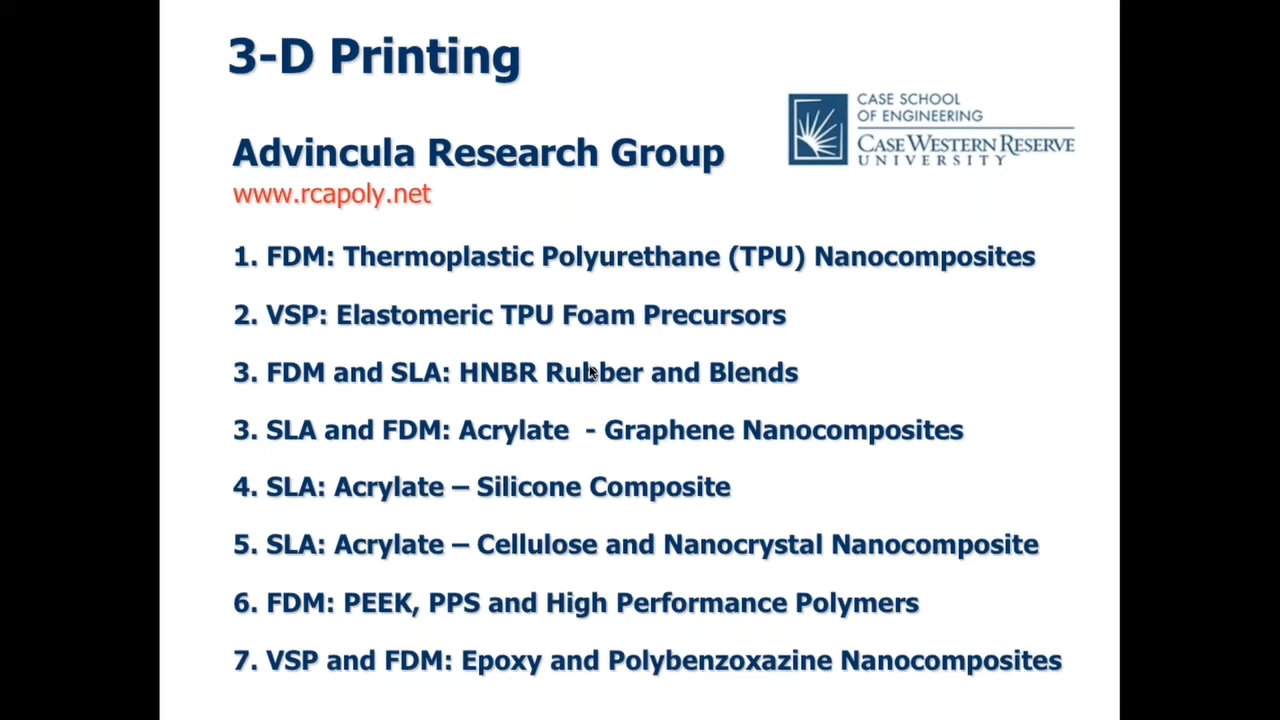 3-D Printing
CASE SCHOOL
OF ENGINEERING
CASE WESTERN RESERVE
UNIVERSITY
Advincula Research Group
www.rcapoly.net
1. FDM: Thermoplastic Polyurethane (TPU) Nanocomposites
2. VSP: Elastomeric TPU Foam Precursors
3. FDM and SLA: HNBR Rubber and Blends
3. SLA and FDM: Acrylate - Graphene Nanocomposites
4. SLA: Acrylate – Silicone Composite
5. SLA: Acrylate – Cellulose and Nanocrystal Nanocomposite
6. FDM: PEEK, PPS and High Performance Polymers
7. VSP and FDM: Epoxy and Polybenzoxazine Nanocomposites